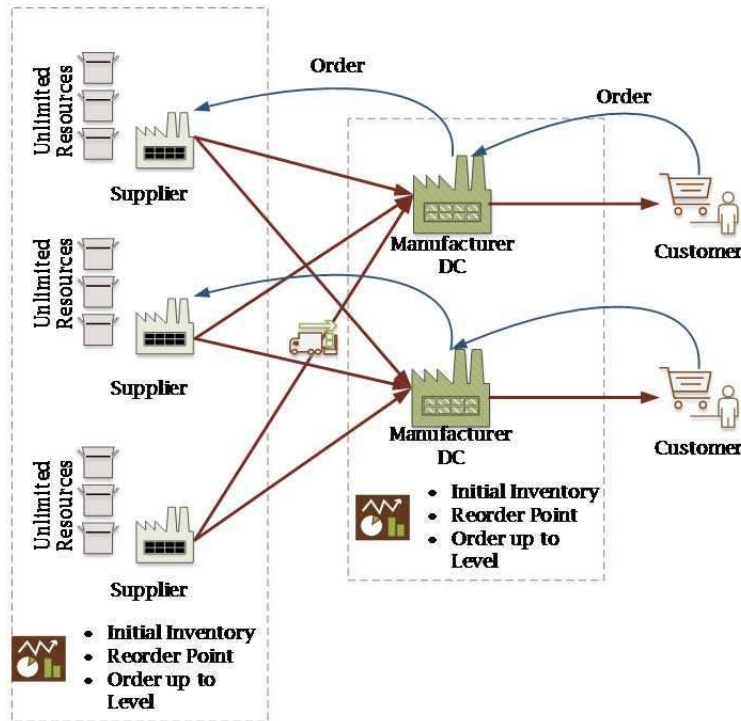 Unlimited
Resources
Supplier
Unlimited
Resources
Supplier
Unlimited
Resources
Supplier
• Initial Inventory
• Reorder Point
• Order up to
Level
Order
Order
Manufacturer
DC
Customer
Manufacturer
DC
Customer
• Initial Inventory
• Reorder Point
• Order up to
Level